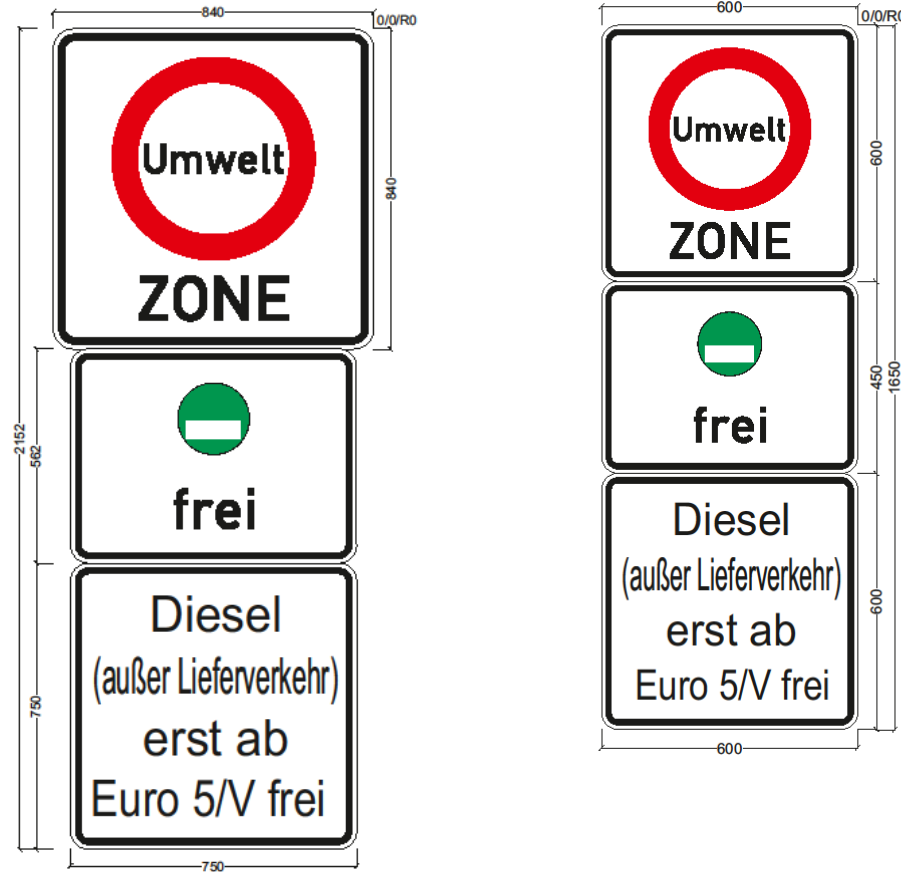 840
0/0/R0
Umwelt
ZONE
840
frei
2152
562
Diesel
(außer Lieferverkehr)
erst ab
Euro 5/V frei
750
750
600
0/0/R0
Umwelt
ZONE
600
frei
450
1650
Diesel
(außer Lieferverkehr)
erst ab
Euro 5/V frei
600
600